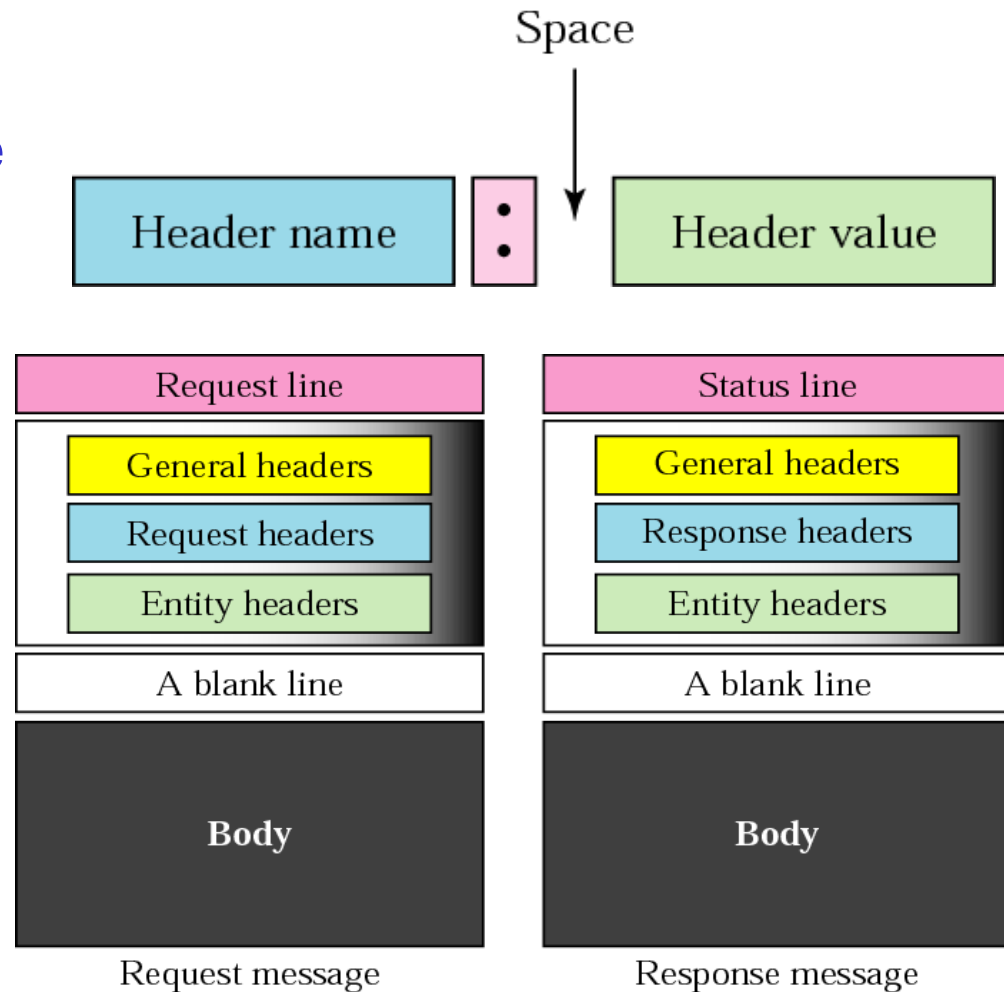 Space
e
Header name : Header value
Request line
General headers
Request headers
Entity headers
A blank line
Body
Request message
Status line
General headers
Response headers
Entity headers
A blank line
Body
Response message